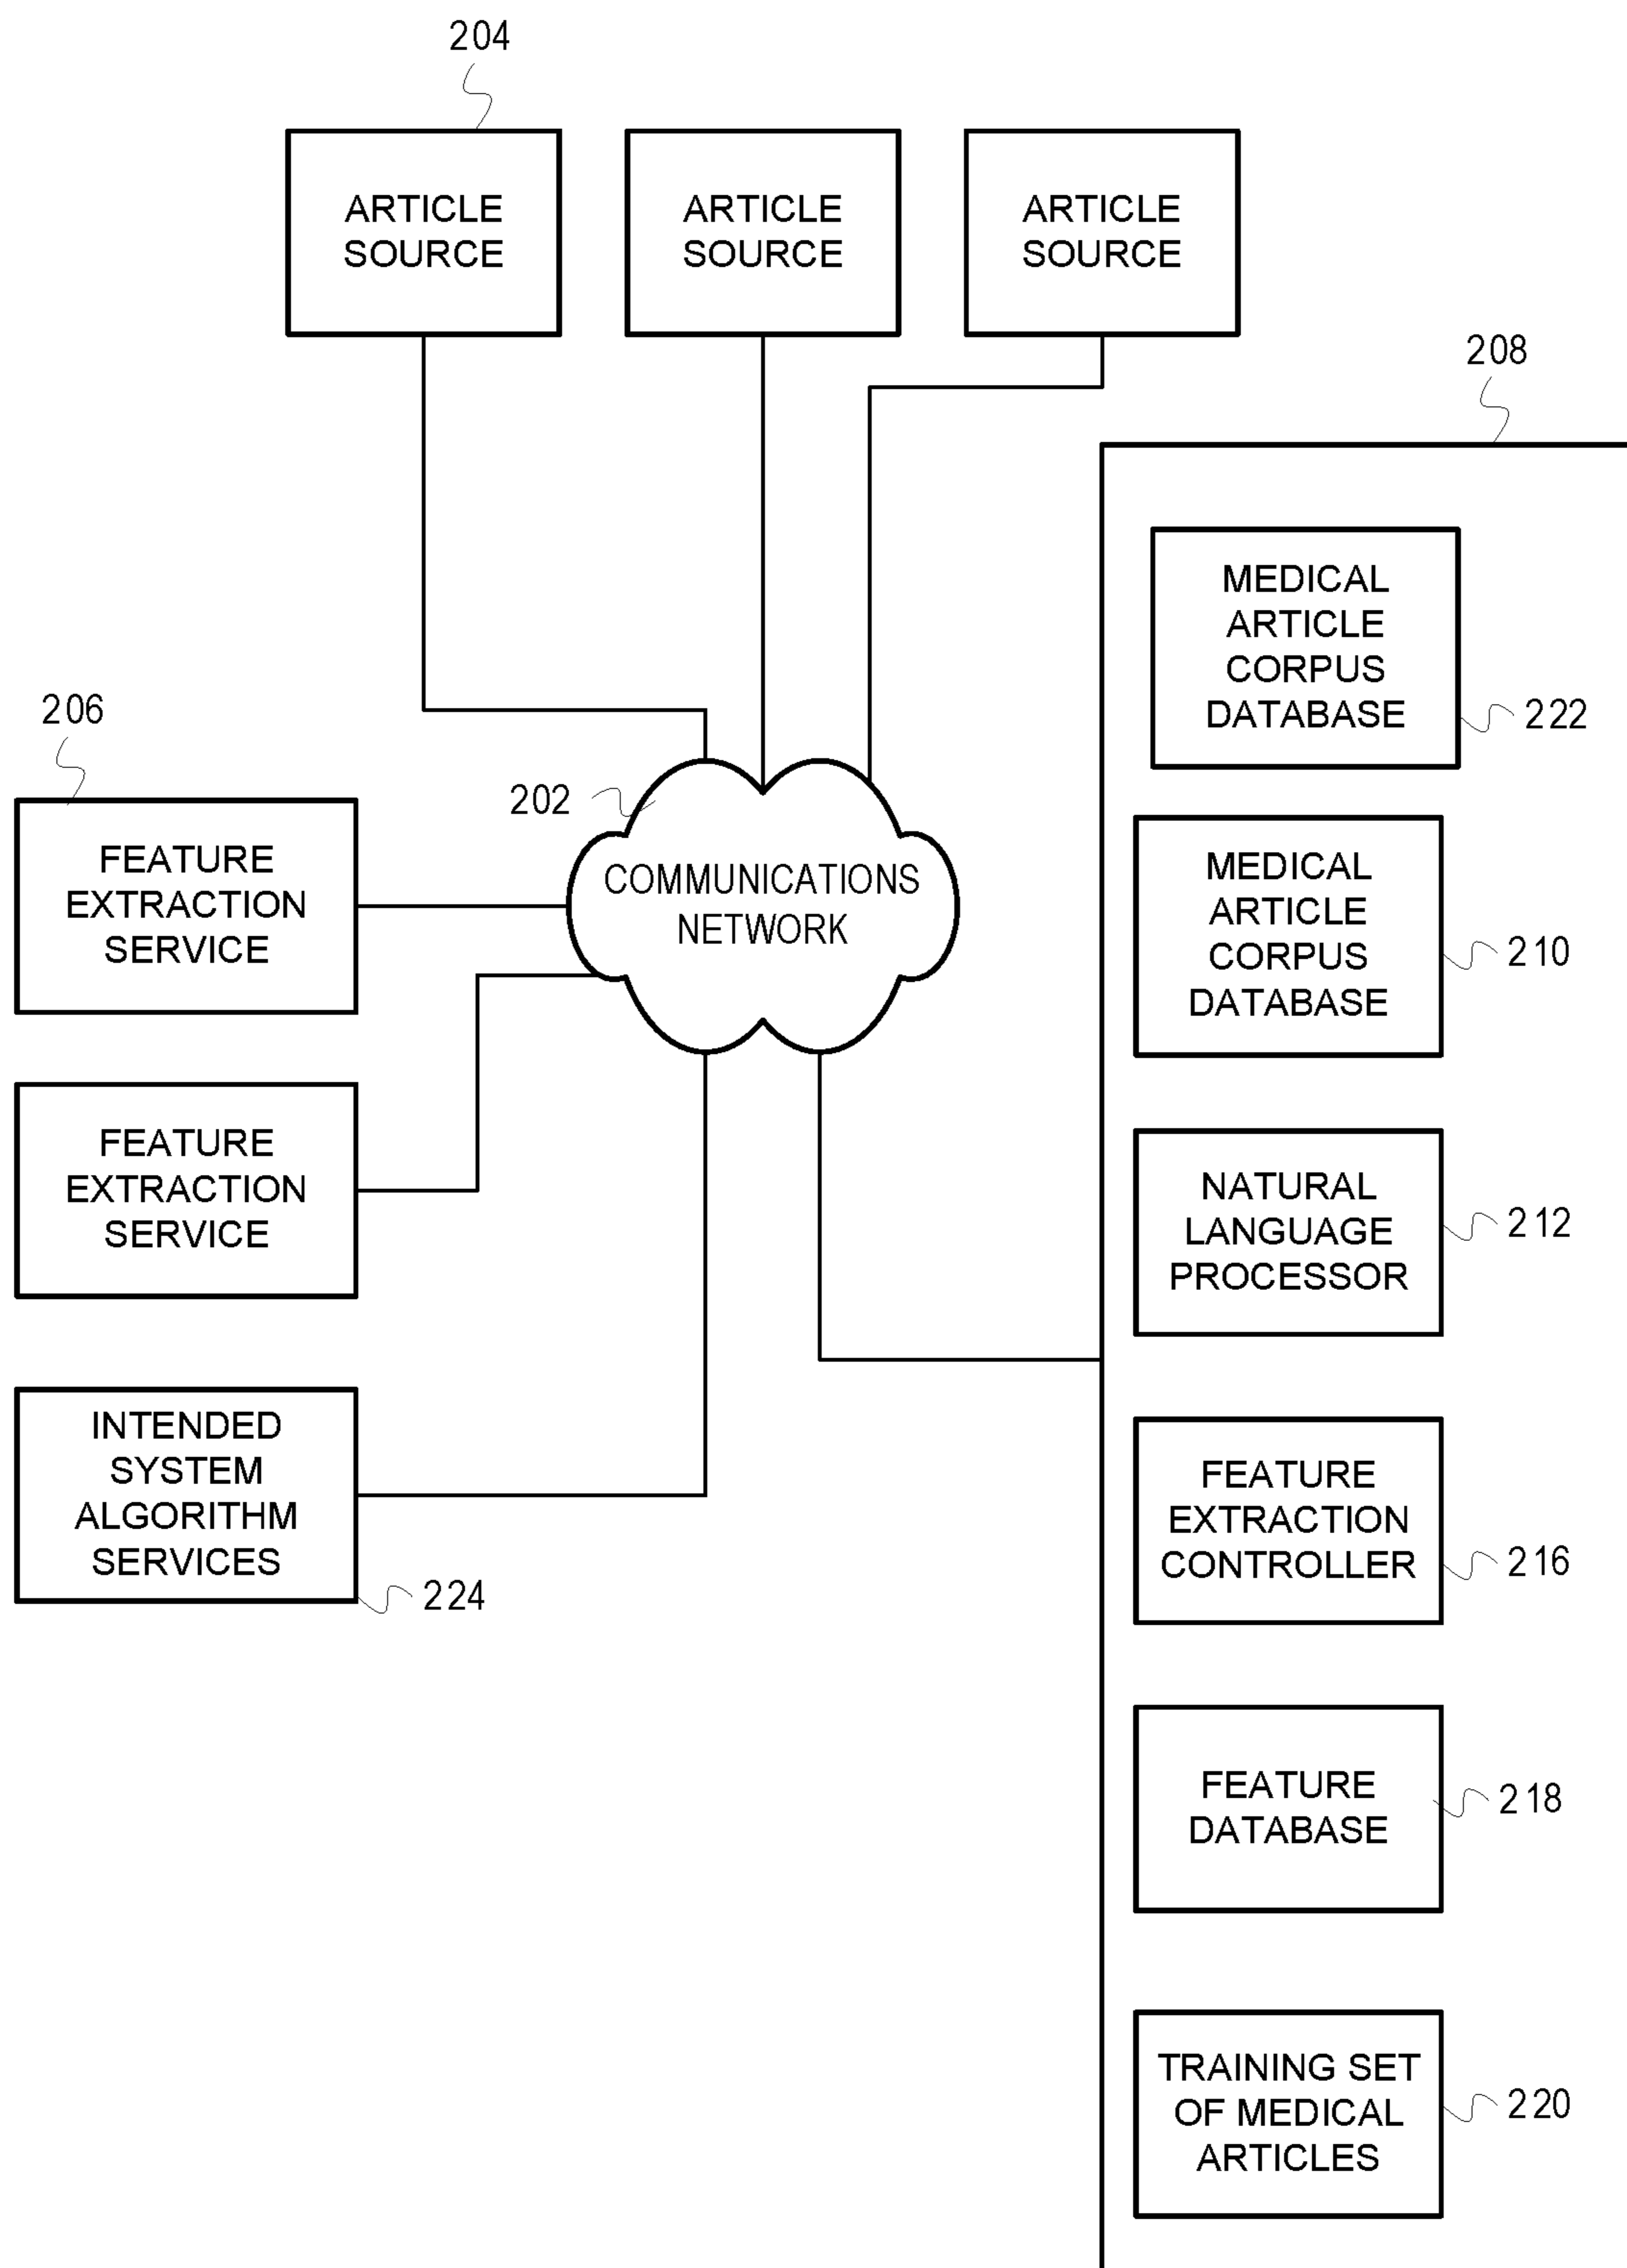 204
ARTICLE
SOURCE
ARTICLE
SOURCE
ARTICLE
SOURCE
208
MEDICAL
ARTICLE
CORPUS
DATABASE
222
206
202
COMMUNICATIONS
NETWORK
FEATURE
EXTRACTION
SERVICE
MEDICAL
ARTICLE
CORPUS
DATABASE
210
FEATURE
EXTRACTION
SERVICE
NATURAL
LANGUAGE
PROCESSOR
212
INTENDED
SYSTEM
ALGORITHM
SERVICES
224
FEATURE
EXTRACTION
CONTROLLER
216
FEATURE
DATABASE
218
TRAINING SET
OF MEDICAL
ARTICLES
220